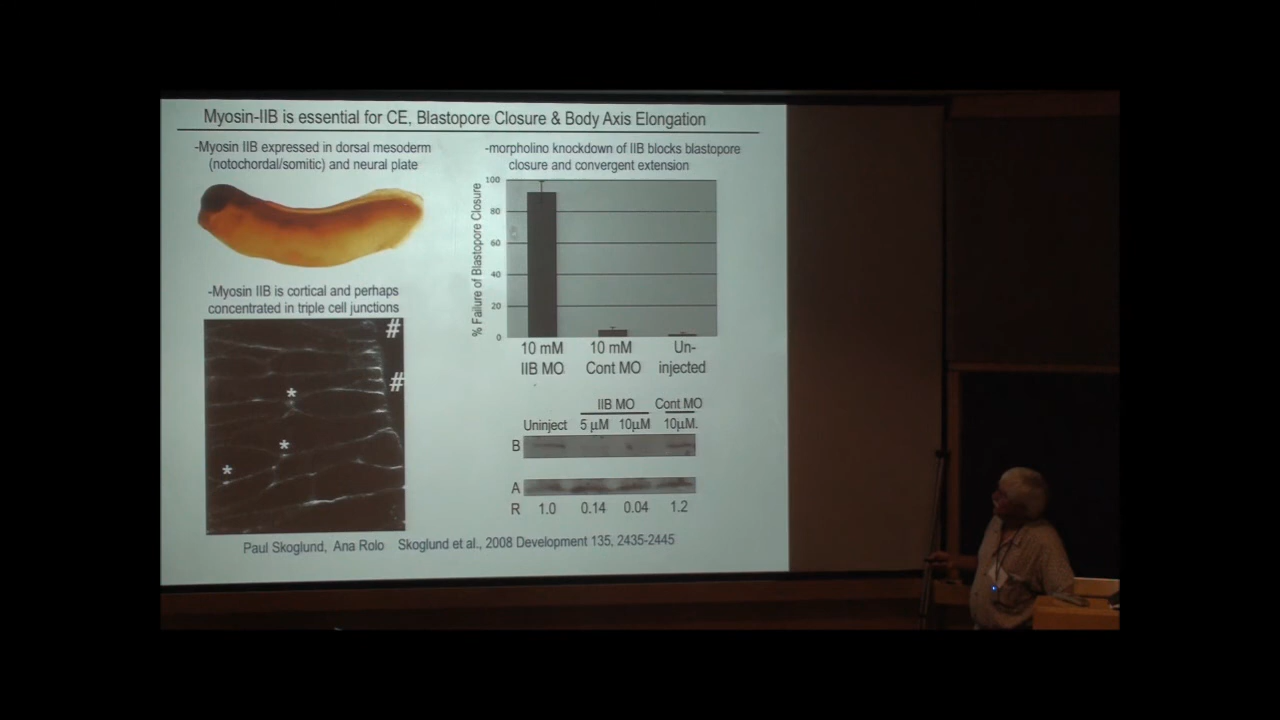 Myosin-IIB is essential for CE, Blastopore Closure & Body Axis Elongation
-Myosin IIB expressed in dorsal mesoderm
(notochordal/somitic) and neural plate
-Myosin IIB is cortical and perhaps
concentrated in triple cell junctions
#
#
*
*
*
-morpholino knockdown of IIB blocks blastopore
closure and convergent extension
% Failure of Blastopore Closure
100
80
60
40
20
0
10 mM 10 mM Un-
IIB MO Cont MO injected
IIB MO Cont MO
Uninject 5 µM 10µM 10µM.
B
A
R 1.0 0.14 0.04 1.2
Paul Skoglund, Ana Rolo Skoglund et al., 2008 Development 135, 2435-2445